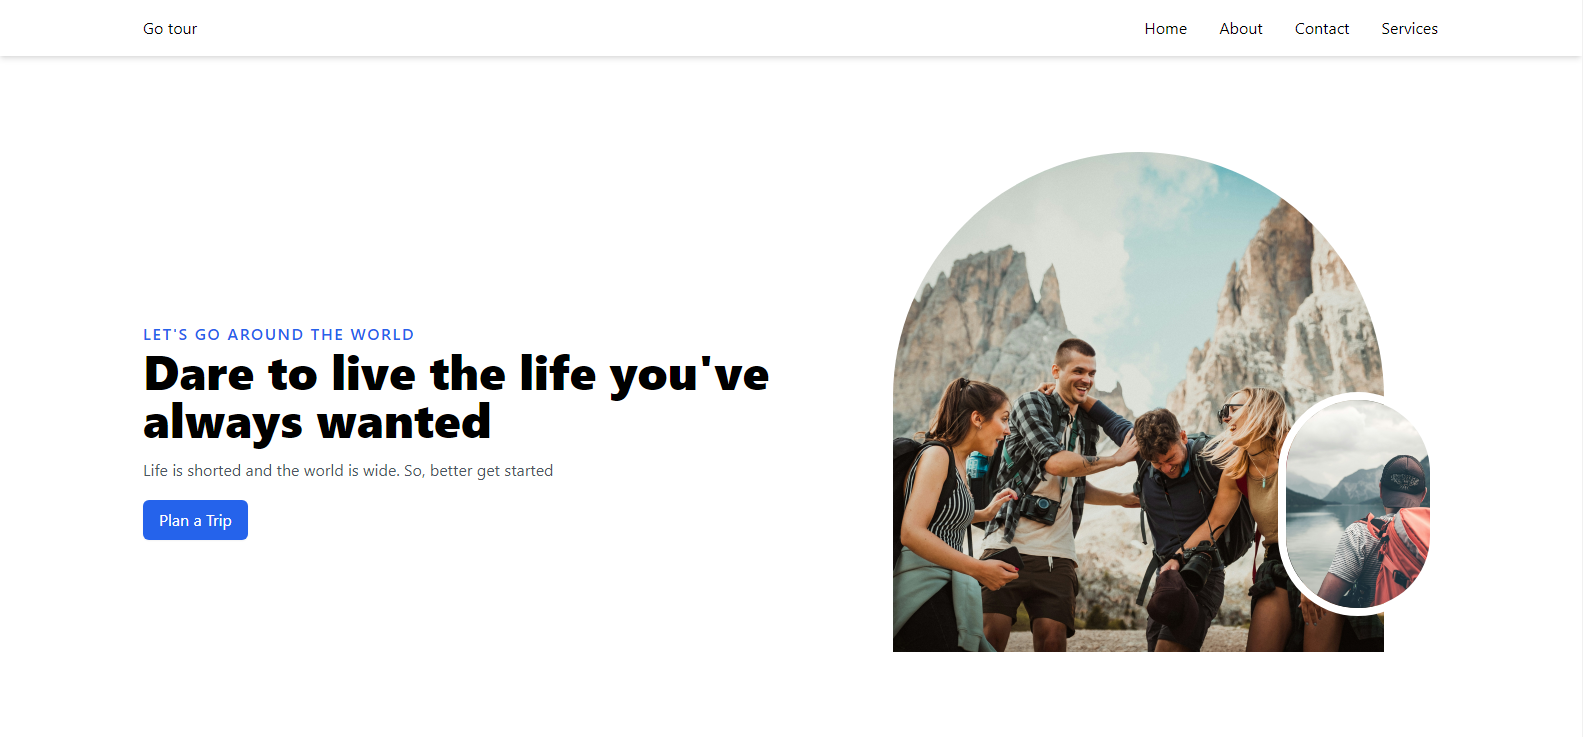 Go tour
Home About Contact Services
LET'S GO AROUND THE WORLD
Dare to live the life you've
always wanted
Life is shorted and the world is wide. So, better get started
Plan a Trip